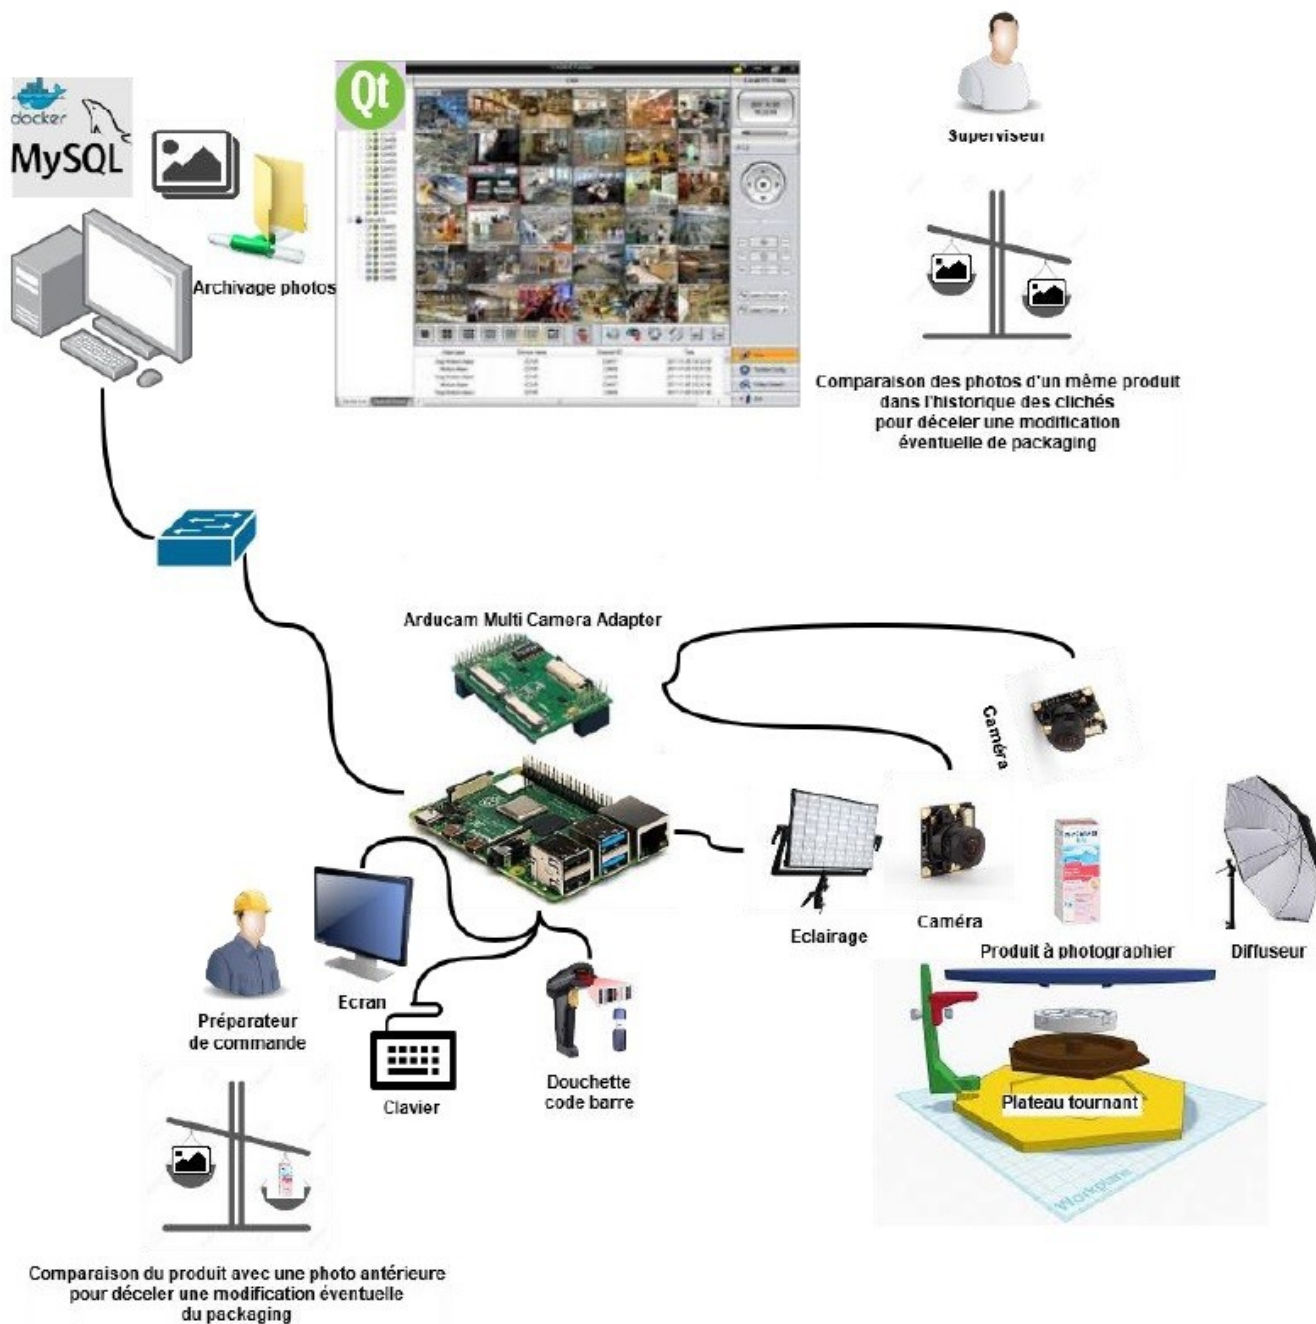 docker
MySQL
Archivage photos
Qt
Superviseur
Comparaison des photos d'un même produit
dans l'historique des clichés
pour déceler une modification
éventuelle de packaging
Arducam Multi Camera Adapter
Caméra
Caméra
Eclairage
Produit à photographier
Diffuseur
Ecran
Préparateur
de commande
Clavier
Douchette
code barre
Plateau tournant
Workplane
Comparaison du produit avec une photo antérieure
pour déceler une modification éventuelle
du packaging